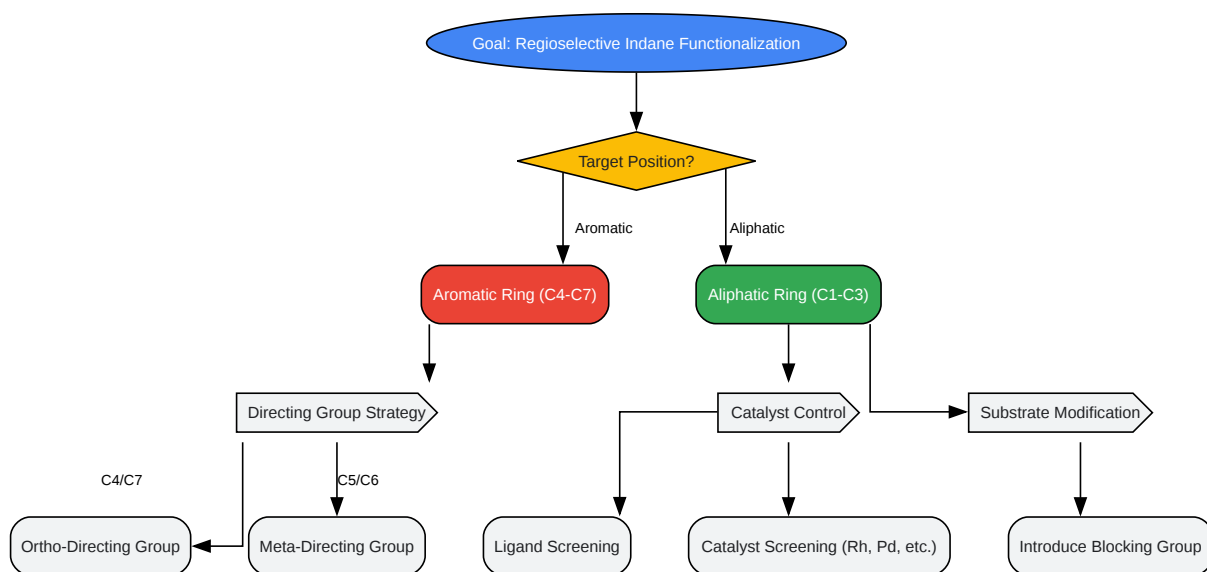 Goal: Regioselective Indane Functionalization
Target Position?
Aromatic
Aliphatic
Aromatic Ring (C4-C7)
Aliphatic Ring (C1-C3)
Directing Group Strategy
Catalyst Control
Substrate Modification
C4/C7
C5/C6
Ortho-Directing Group
Meta-Directing Group
Ligand Screening
Catalyst Screening (Rh, Pd, etc.)
Introduce Blocking Group